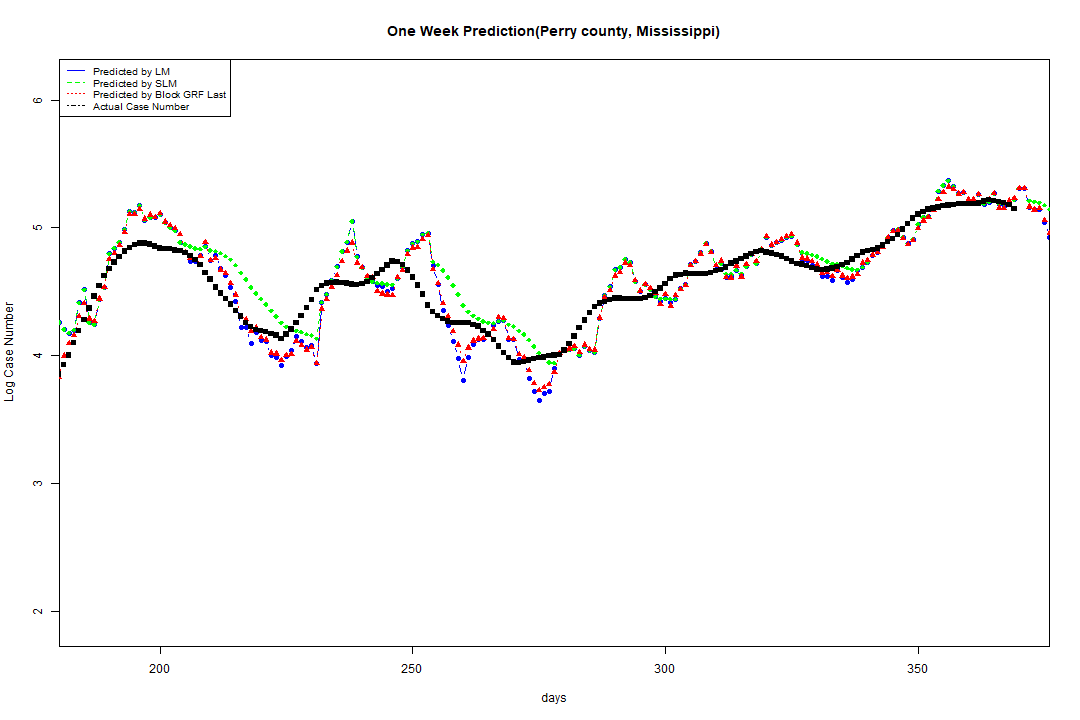 One Week Prediction(Perry county, Mississippi)
Predicted by LM
Predicted by SLM
Predicted by Block GRF Last
Actual Case Number
6
5
4
3
2
Log Case Number
200 250 300 350
days